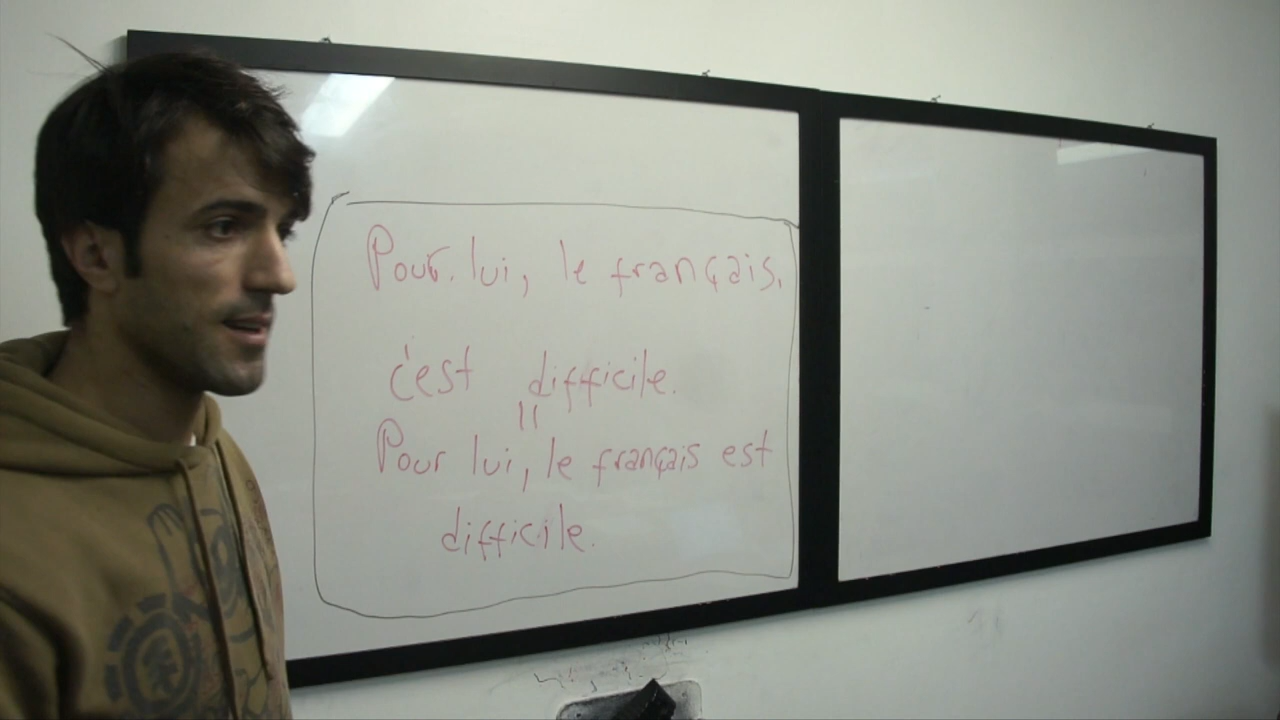 Pour. lui, le français,
c'est difficile.
||
Pour lui, le français est
difficile.